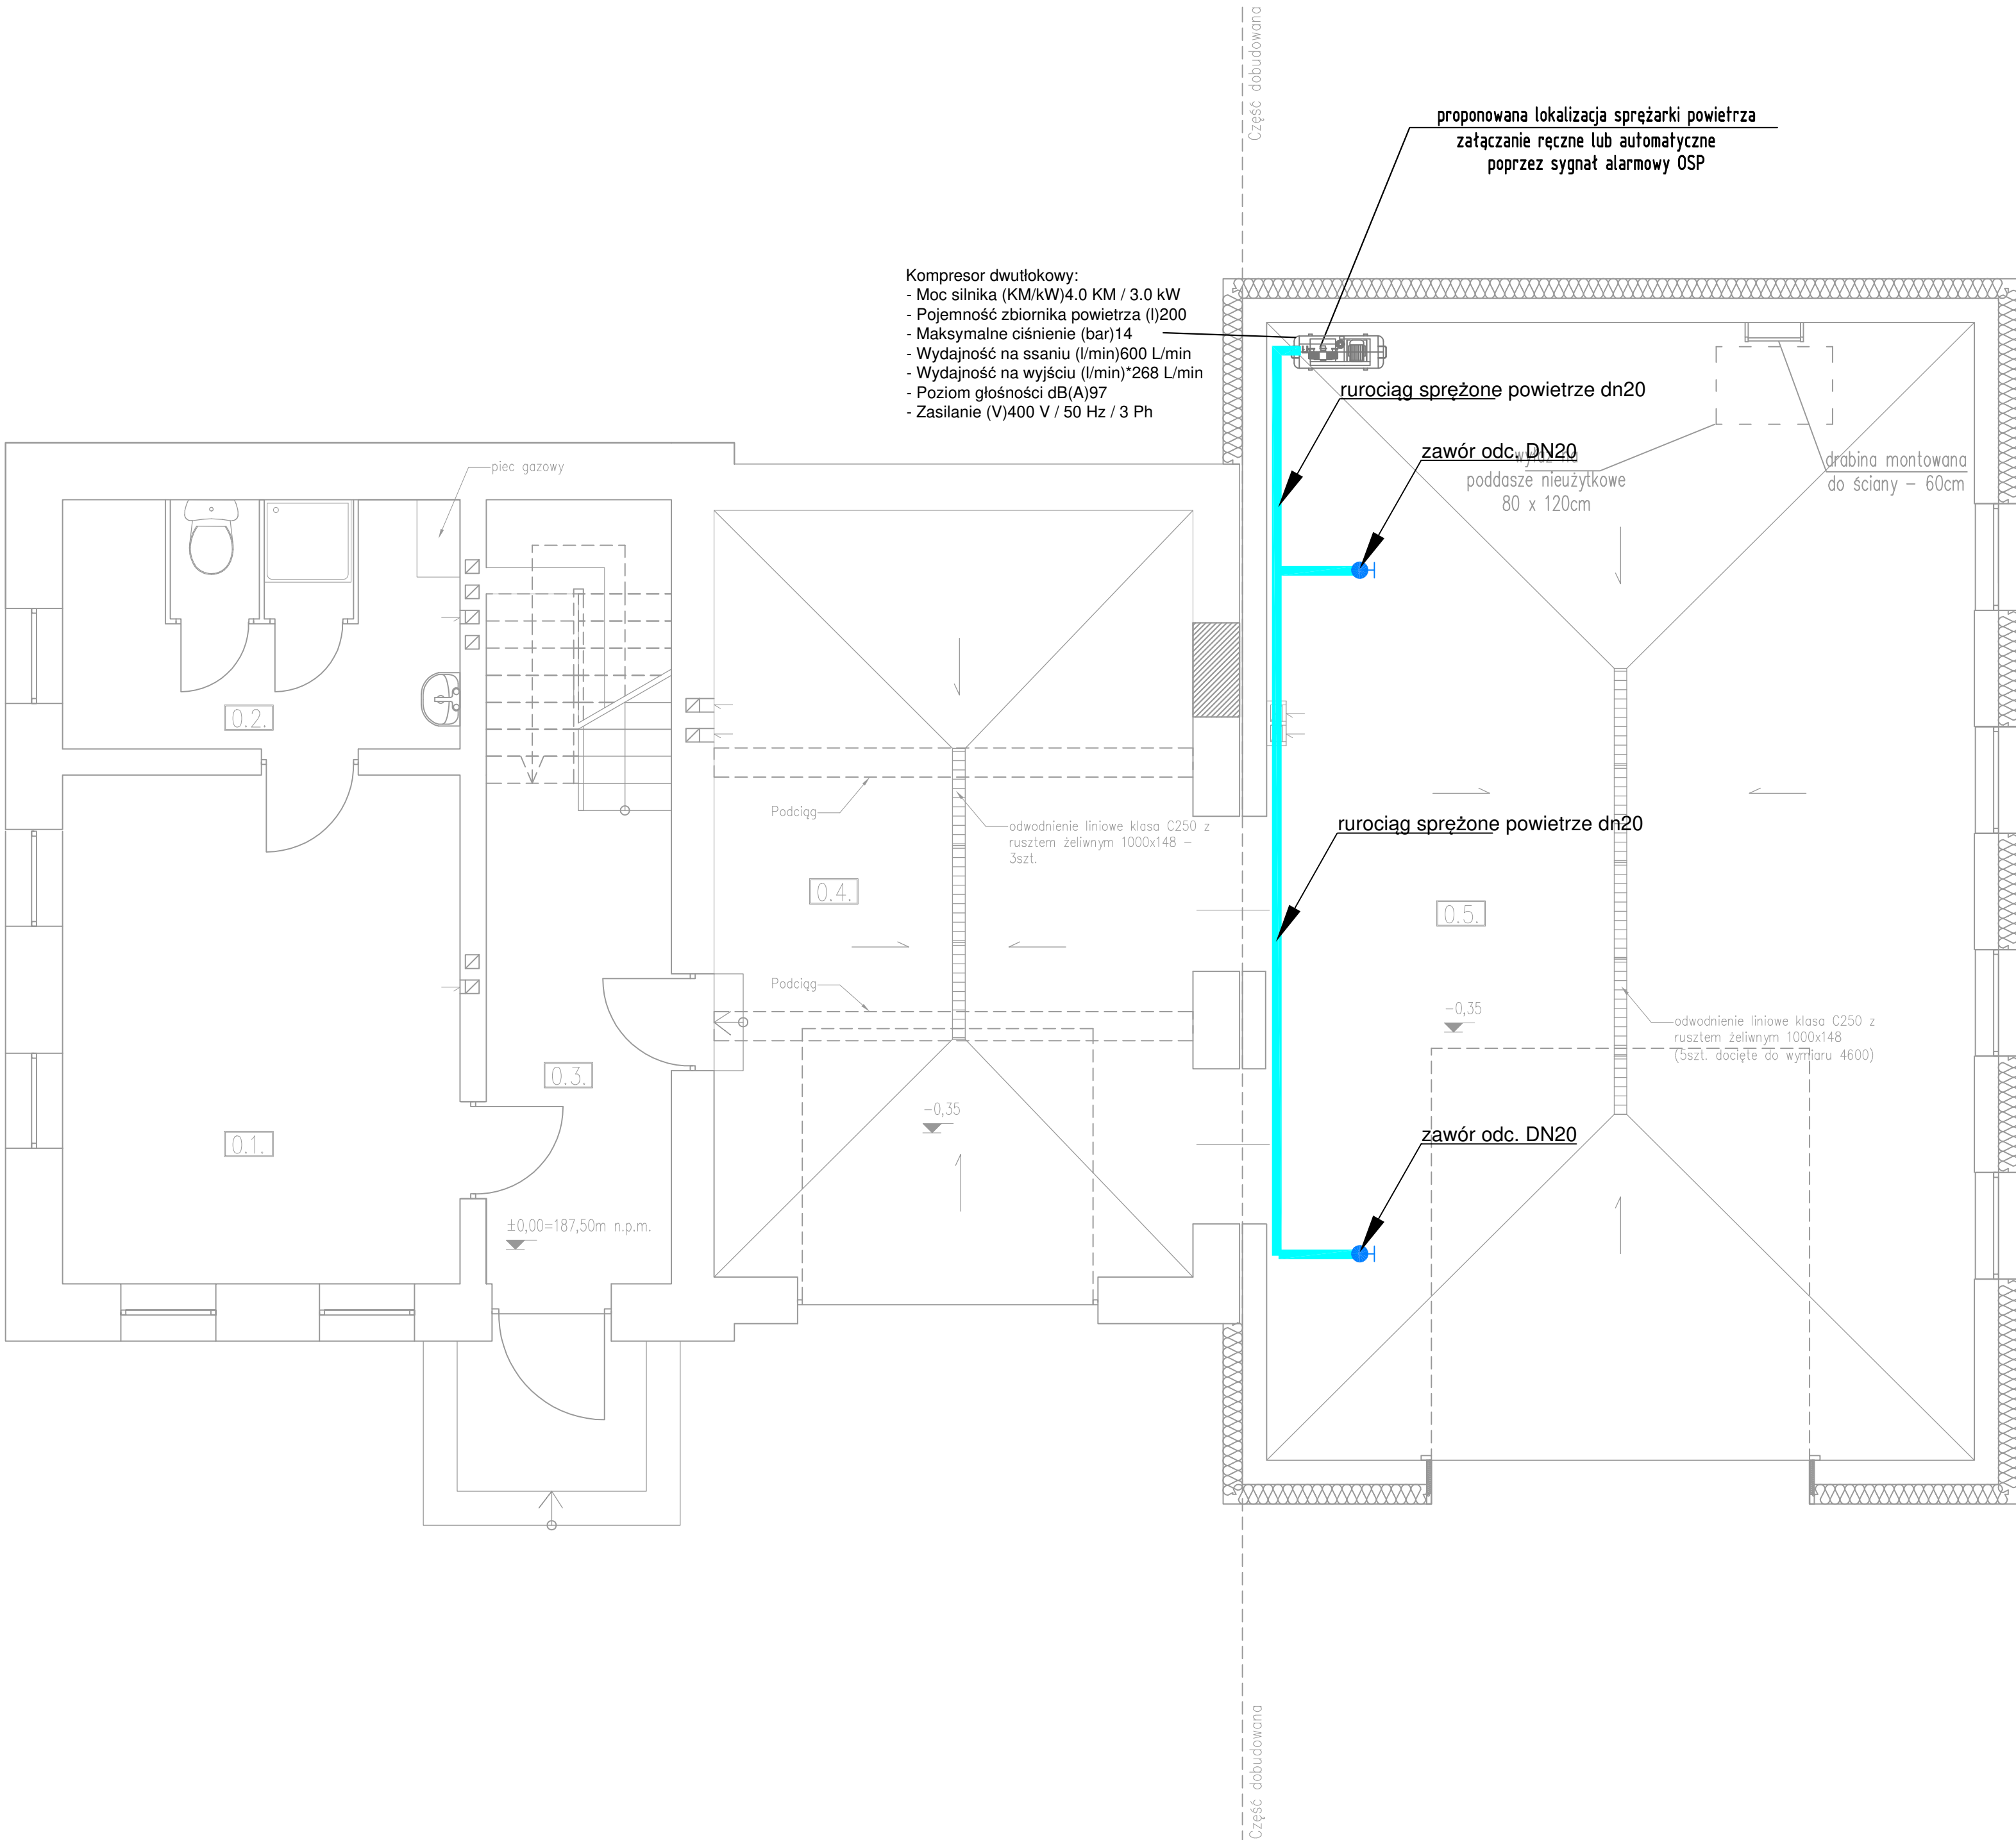 Część dobudowana
proponowana lokalizacja sprężarki powietrza
załączanie ręczne lub automatyczne
poprzez sygnał alarmowy OSP
Kompresor dwutłokowy:
- Moc silnika (KM/kW)4.0 KM / 3.0 kW
- Pojemność zbiornika powietrza (l)200
- Maksymalne ciśnienie (bar)14
- Wydajność na ssaniu (l/min)600 L/min
- Wydajność na wyjściu (l/min)*268 L/min
- Poziom głośności dB(A)97
- Zasilanie (V)400 V / 50 Hz / 3 Ph
rurociąg sprężone powietrze dn20
zawór odc. DN20
wyłaz na
poddasze nieużytkowe
80 x 120cm
drabina montowana
do ściany – 60cm
piec gazowy
0.2.
Podciąg
odwodnienie liniowe klasa C250 z
rusztem żeliwnym 1000x148 –
3szt.
rurociąg sprężone powietrze dn20
0.4.
0.5.
Podciąg
-0,35
odwodnienie liniowe klasa C250 z
rusztem żeliwnym 1000x148
(5szt. docięte do wymiaru 4600)
0.3.
-0,35
0.1.
zawór odc. DN20
±0,00=187,50m n.p.m.
Część dobudowana